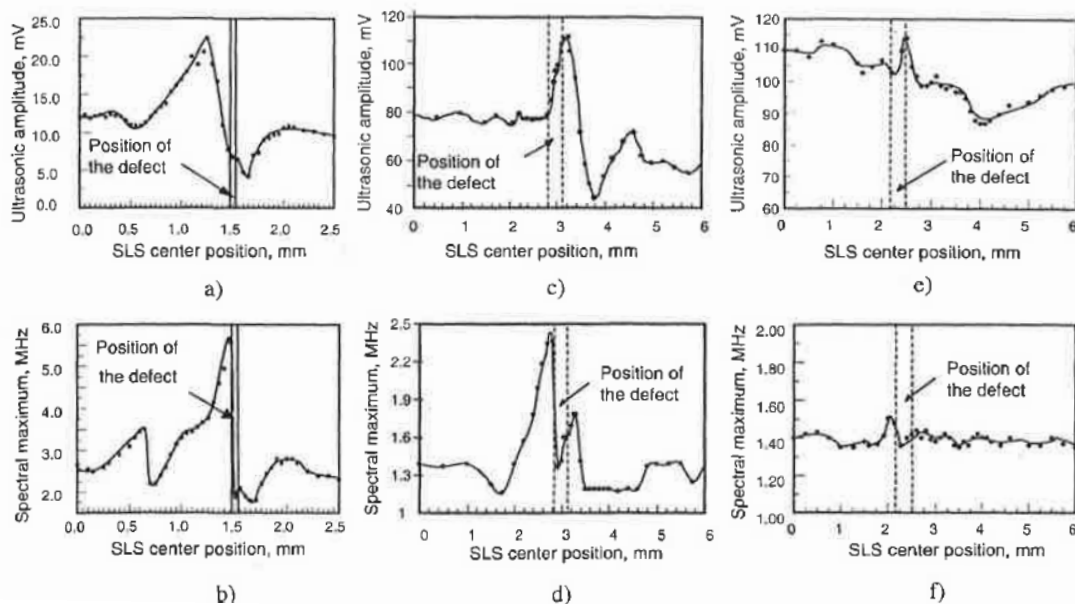 Ultrasonic amplitude, mV
25.0
22.5
20.0
15.0
10.0
5.0
0.0
Position of
the defect
0.0 0.5 1.0 1.5 2.0 2.5
SLS center position, mm
a)
Ultrasonic amplitude, mV
120
100
80
60
40
Position of
the defect
0 1 2 3 4 5 6
SLS center position, mm
c)
Ultrasonic amplitude, mV
120
110
100
90
80
70
60
Position of
the defect
0 1 2 3 4 5 6
SLS center position, mm
e)
Spectral maximum, MHz
6.0
5.0
4.0
3.0
2.0
Position of
the defect
0.0 0.5 1.0 1.5 2.0 2.5
SLS center position, mm
b)
Spectral maximum, MHz
2.5
2.2
1.9
1.6
1.3
1
Position of
the defect
0 1 2 3 4 5 6
SLS center position, mm
d)
Spectral maximum, MHz
2.00
1.80
1.60
1.40
1.20
1.00
Position of
the defect
0 1 2 3 4 5 6
SLS center position, mm
f)